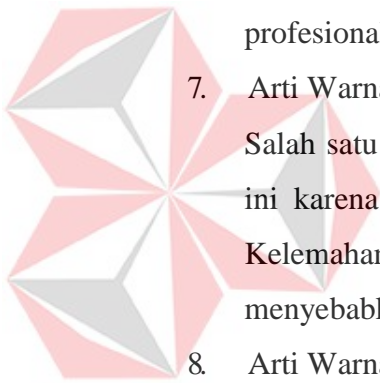 profesiona
7. Arti Warna
Salah satu
ini karena
Kelemahan
menyebabk
8. Arti Warna